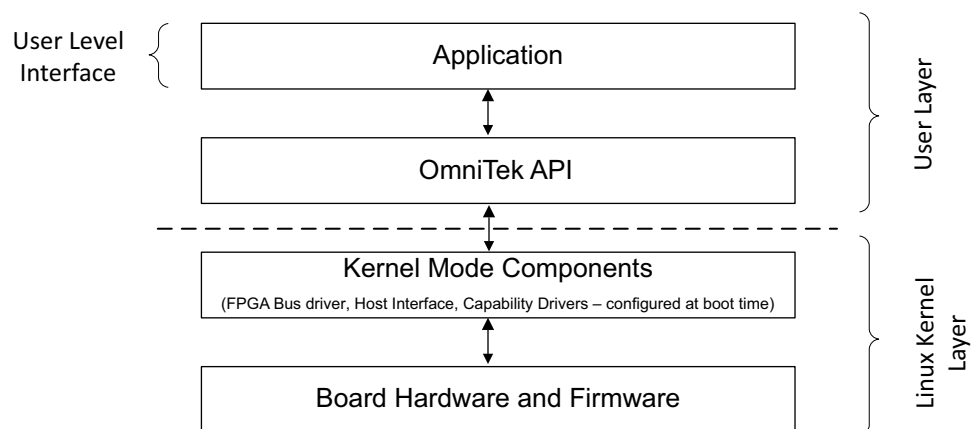 User Level
Interface
Application
OmniTek API
User Layer
Kernel Mode Components
(FPGA Bus driver, Host Interface, Capability Drivers – configured at boot time)
Board Hardware and Firmware
Linux Kernel
Layer